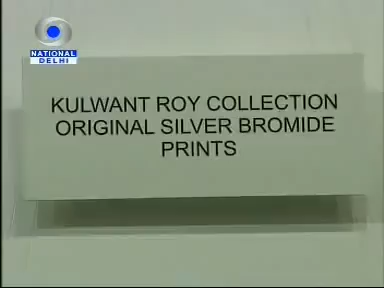 NATIONAL
DELHI
KULWANT ROY COLLECTION
ORIGINAL SILVER BROMIDE
PRINTS